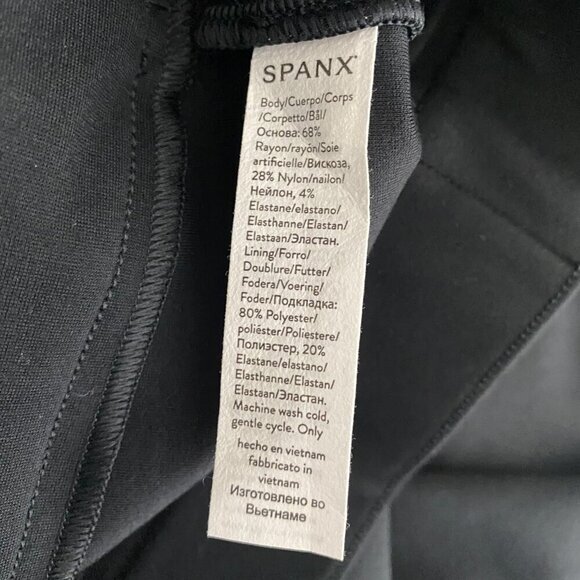 SPANX
Body/Cuerpo/Corps
/Corpetto/Bål/
Основа: 68%
Rayon/rayón/Soie
artificielle/Вискоза,
28% Nylon/nailon/
Нейлон, 4%
Elastane/elastano/
Elasthanne/Elastan/
Elastaan/Эластан.
Lining/Forro/
Doublure/Futter/
Fodera/Voering/
Foder/Подкладка:
80% Polyester/
poliéster/Poliestere/
Полиэстер, 20%
Elastane/elastano/
Elasthanne/Elastan/
Elastaan/Эластан.
Machine wash cold,
gentle cycle. Only
hecho en vietnam
fabbricato in
vietnam
Изготовлено во
Вьетнаме